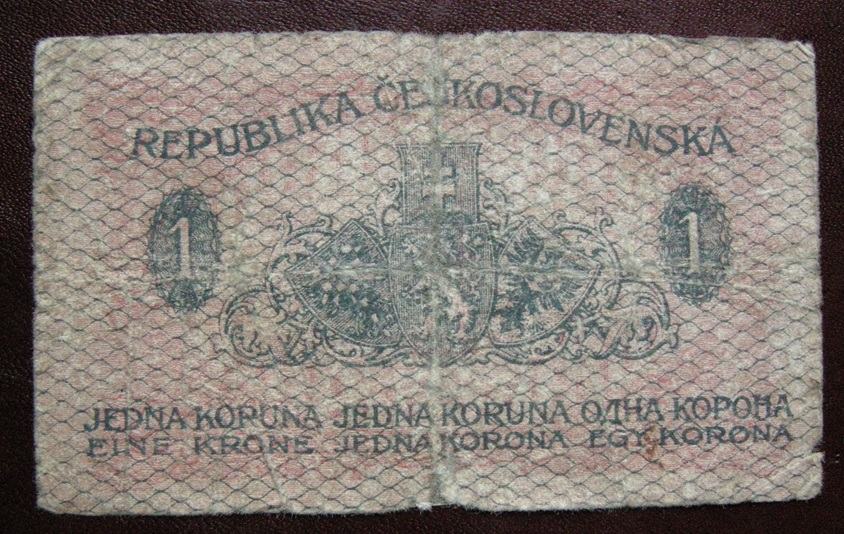 REPUBLIKA ČESKOSLOVENSKÁ
1 1
JEDNA KORUNA JEDNA KORUNA ОДНА КОРОНА
EINE KRONE JEDNA KORONA EGY KORONA